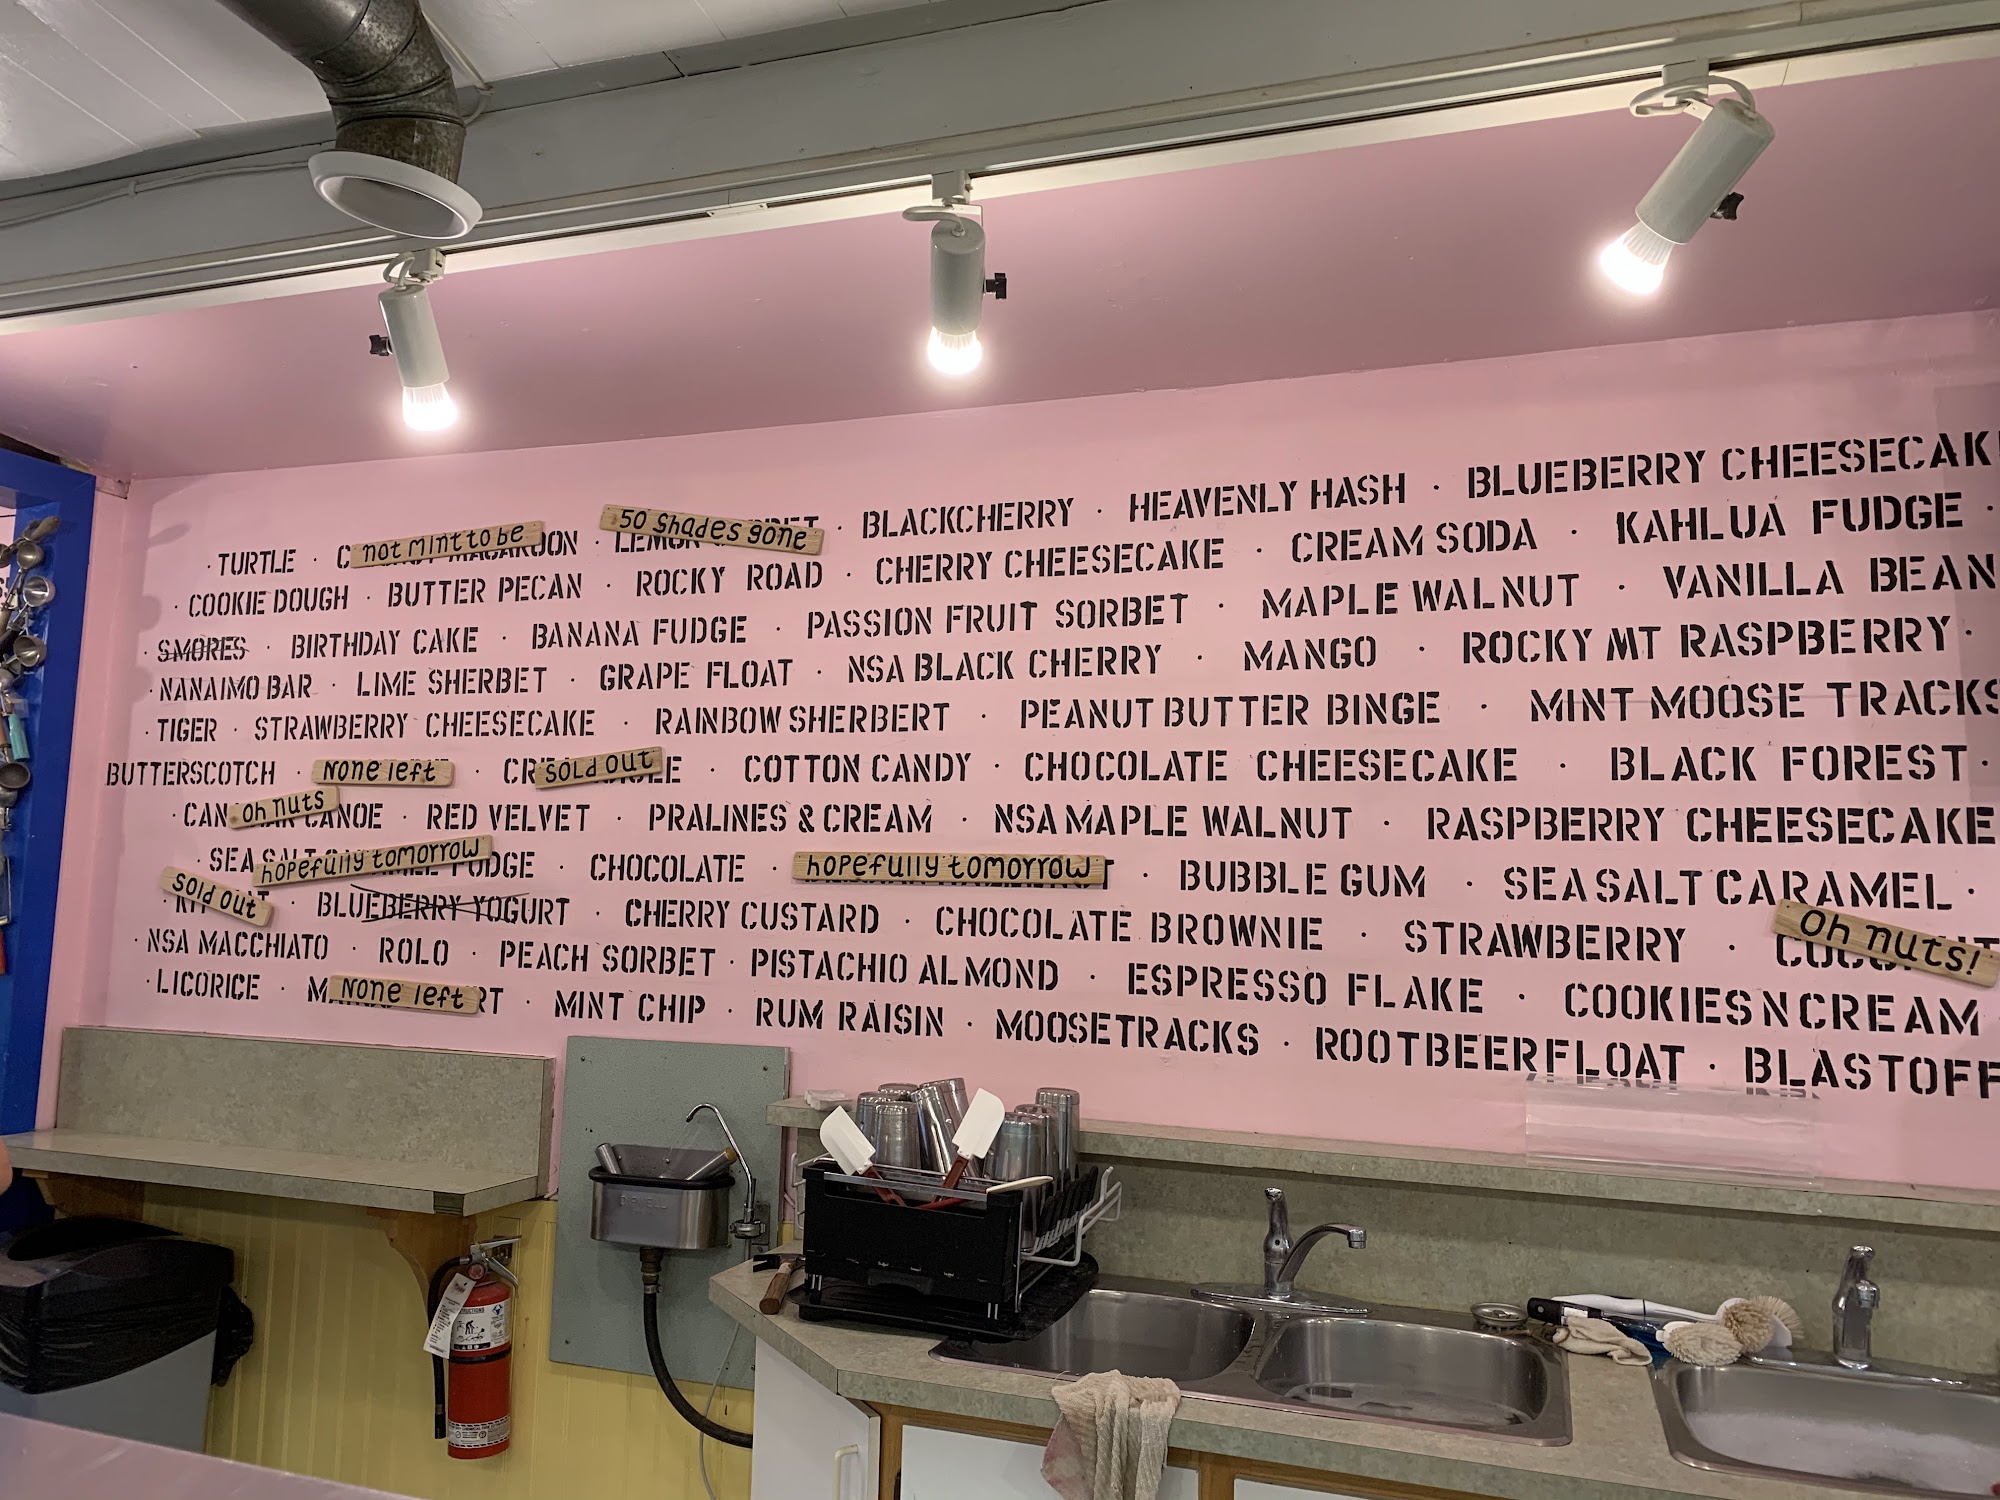 · TURTLE · not mint to be MACAROON · LEMON 50 shades gone · BLACKCHERRY · HEAVENLY HASH · BLUEBERRY CHEESECAKE
· COOKIE DOUGH · BUTTER PECAN · ROCKY ROAD · CHERRY CHEESECAKE · CREAM SODA · KAHLUA FUDGE ·
· SMORES · BIRTHDAY CAKE · BANANA FUDGE · PASSION FRUIT SORBET · MAPLE WALNUT · VANILLA BEAN
· NANAIMO BAR · LIME SHERBET · GRAPE FLOAT · NSA BLACK CHERRY · MANGO · ROCKY MT RASPBERRY ·
· TIGER · STRAWBERRY CHEESECAKE · RAINBOW SHERBERT · PEANUT BUTTER BINGE · MINT MOOSE TRACKS
BUTTERSCOTCH · None left · sold out · COTTON CANDY · CHOCOLATE CHEESECAKE · BLACK FOREST ·
· oh nuts CANOE · RED VELVET · PRALINES & CREAM · NSA MAPLE WALNUT · RASPBERRY CHEESECAKE
· SEA SALT hopefully tomorrow FUDGE · CHOCOLATE · hopefully tomorrow · BUBBLE GUM · SEA SALT CARAMEL ·
· sold out · BLUEBERRY YOGURT · CHERRY CUSTARD · CHOCOLATE BROWNIE · STRAWBERRY · oh nuts!
· NSA MACCHIATO · ROLO · PEACH SORBET · PISTACHIO ALMOND · ESPRESSO FLAKE · COOKIES N CREAM
· LICORICE · None left · MINT CHIP · RUM RAISIN · MOOSETRACKS · ROOTBEER FLOAT · BLASTOFF